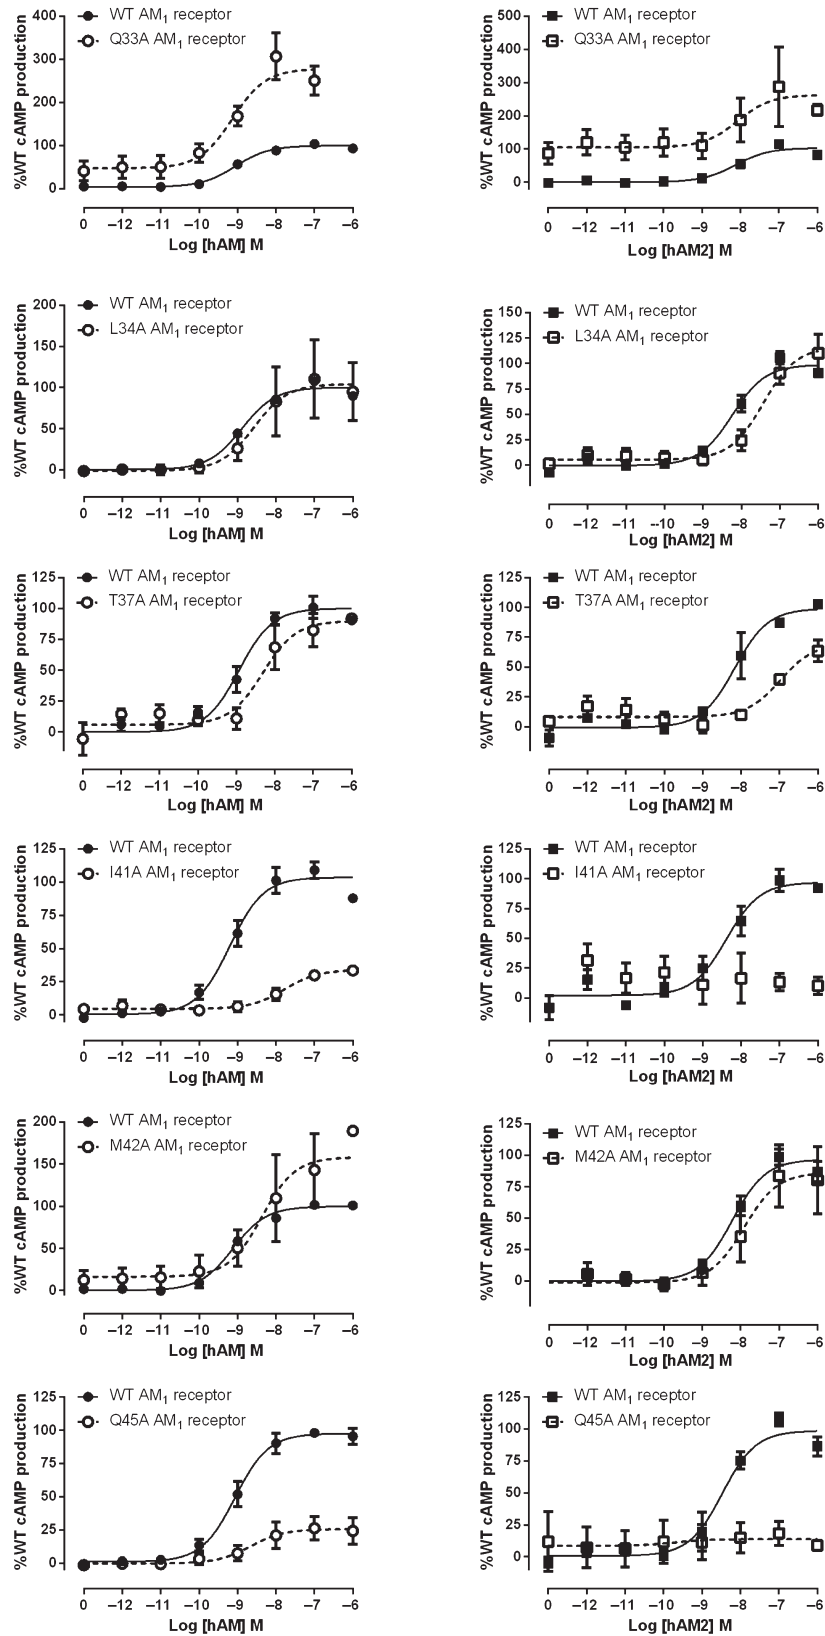 WT AM1 receptor
Q33A AM1 receptor
%WT cAMP production
400
300
200
100
0
0 –12 –11 –10 –9 –8 –7 –6
Log [hAM] M
WT AM1 receptor
Q33A AM1 receptor
%WT cAMP production
500
400
300
200
100
0
0 –12 –11 –10 –9 –8 –7 –6
Log [hAM2] M
WT AM1 receptor
L34A AM1 receptor
%WT cAMP production
200
150
100
50
0
0 –12 –11 –10 –9 –8 –7 –6
Log [hAM] M
WT AM1 receptor
L34A AM1 receptor
%WT cAMP production
150
125
100
75
50
25
0
0 –12 –11 –10 –9 –8 –7 –6
Log [hAM2] M
WT AM1 receptor
T37A AM1 receptor
%WT cAMP production
125
100
75
50
25
0
0 –12 –11 –10 –9 –8 –7 –6
Log [hAM] M
WT AM1 receptor
T37A AM1 receptor
%WT cAMP production
125
100
75
50
25
0
0 –12 –11 –10 –9 –8 –7 –6
Log [hAM2] M
WT AM1 receptor
I41A AM1 receptor
%WT cAMP production
125
100
75
50
25
0
0 –12 –11 –10 –9 –8 –7 –6
Log [hAM] M
WT AM1 receptor
I41A AM1 receptor
%WT cAMP production
125
100
75
50
25
0
0 –12 –11 –10 –9 –8 –7 –6
Log [hAM2] M
WT AM1 receptor
M42A AM1 receptor
%WT cAMP production
200
150
100
50
0
0 –12 –11 –10 –9 –8 –7 –6
Log [hAM] M
WT AM1 receptor
M42A AM1 receptor
%WT cAMP production
125
100
75
50
25
0
0 –12 –11 –10 –9 –8 –7 –6
Log [hAM2] M
WT AM1 receptor
Q45A AM1 receptor
%WT cAMP production
125
100
75
50
25
0
0 –12 –11 –10 –9 –8 –7 –6
Log [hAM] M
WT AM1 receptor
Q45A AM1 receptor
%WT cAMP production
125
100
75
50
25
0
0 –12 –11 –10 –9 –8 –7 –6
Log [hAM2] M